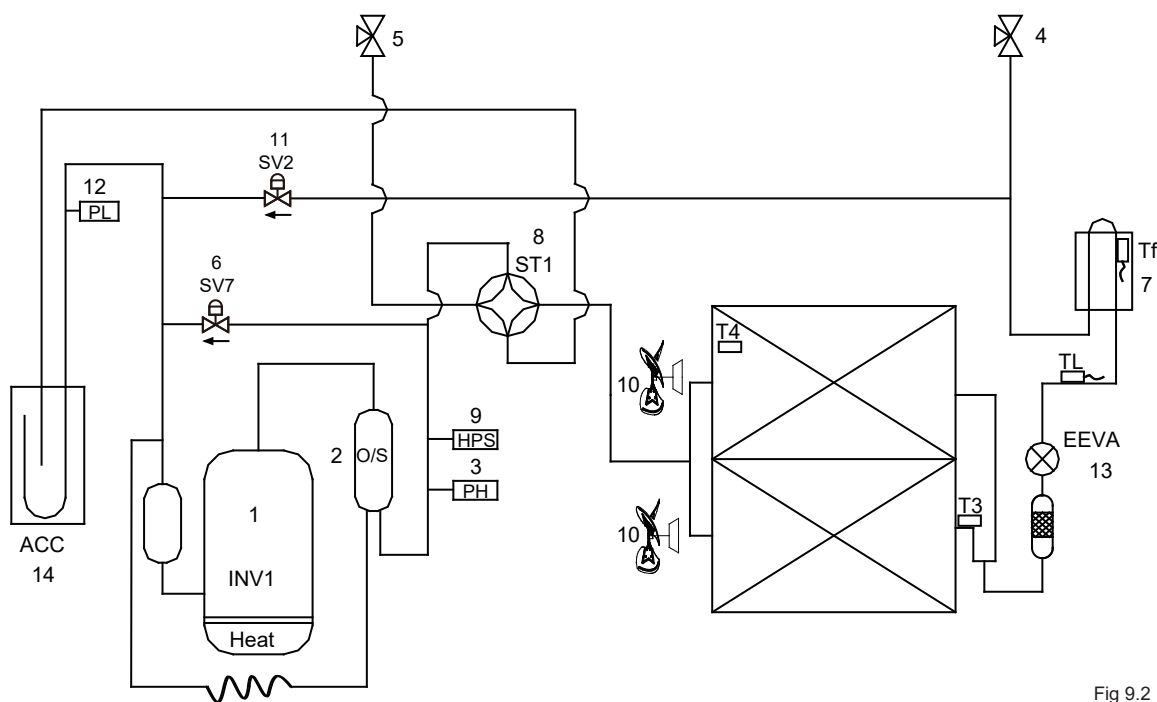 5
4
11
SV2
12
PL
8
ST1
Tf
7
6
SV7
T4
TL
10
9
HPS
EEVA
13
2
O/S
3
PH
1
T3
10
ACC
14
INV1
Heat
Fig 9.2